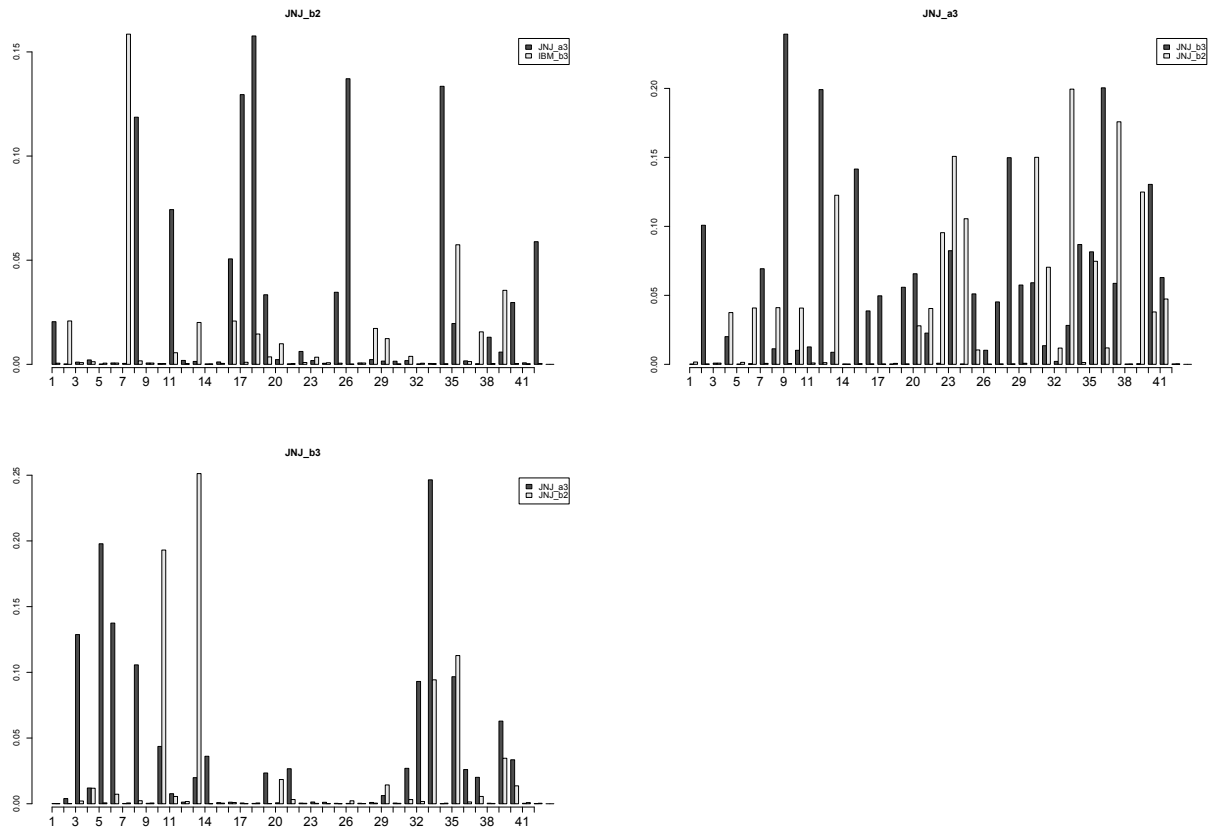 JNJ_b2
JNJ_a3
IBM_b3
0.00 0.05 0.10 0.15
1 3 5 7 9 11 14 17 20 23 26 29 32 35 38 41
JNJ_a3
JNJ_b3
JNJ_b2
0.00 0.05 0.10 0.15 0.20
1 3 5 7 9 11 14 17 20 23 26 29 32 35 38 41
JNJ_b3
JNJ_a3
JNJ_b2
0.00 0.05 0.10 0.15 0.20 0.25
1 3 5 7 9 11 14 17 20 23 26 29 32 35 38 41